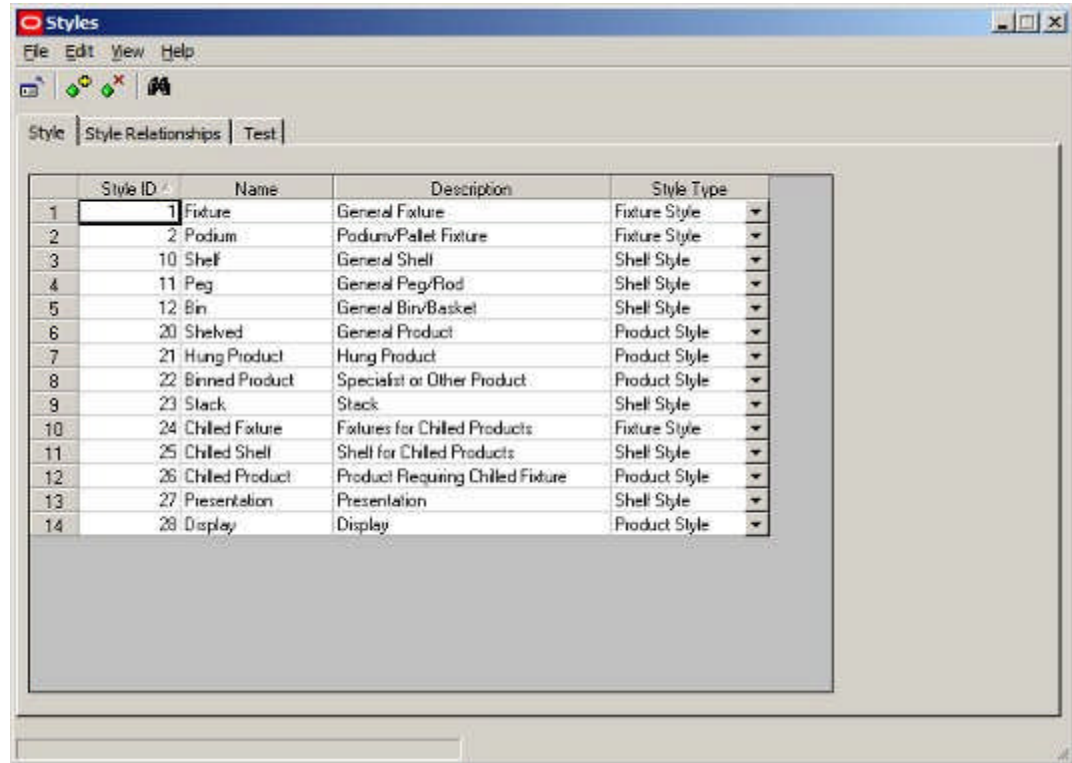 Styles
File Edit View Help
Style Style Relationships Test
Style ID Name Description Style Type
1 1 Fixture General Fixture Fixture Style
2 2 Podium Podium/Pallet Fixture Fixture Style
3 10 Shelf General Shelf Shelf Style
4 11 Peg General Peg/Rod Shelf Style
5 12 Bin General Bin/Basket Shelf Style
6 20 Shelved General Product Product Style
7 21 Hung Product Hung Product Product Style
8 22 Binned Product Specialist or Other Product Product Style
9 23 Stack Stack Shelf Style
10 24 Chilled Fixture Fixtures for Chilled Products Fixture Style
11 25 Chilled Shelf Shelf for Chilled Products Shelf Style
12 26 Chilled Product Product Requiring Chilled Fixture Product Style
13 27 Presentation Presentation Shelf Style
14 28 Display Display Product Style